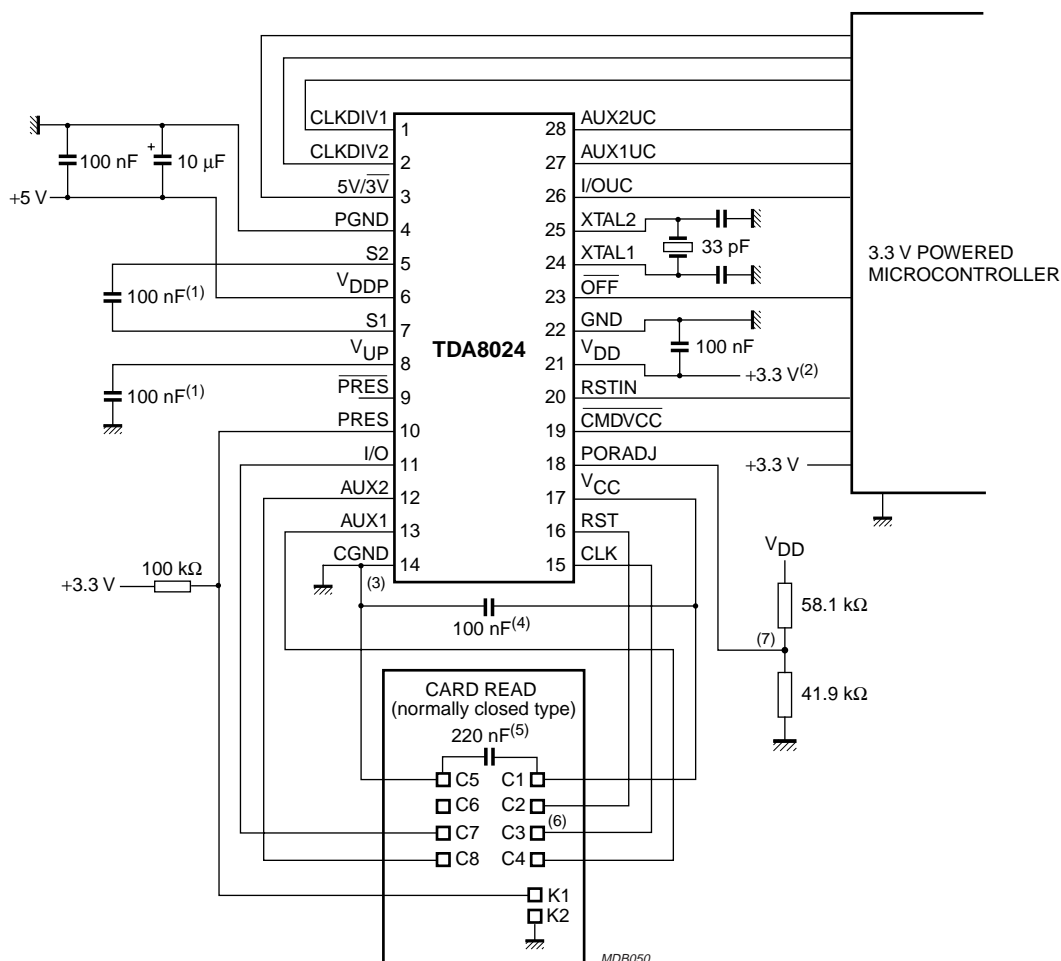 CLKDIV1
1
28
AUX2UC
CLKDIV2
2
27
AUX1UC
5V/3V
3
26
I/OUC
PGND
4
25
XTAL2
S2
5
24
XTAL1
VDDP
6
23
OFF
S1
7
22
GND
VUP
8
21
VDD
PRES
9
20
RSTIN
PRES
10
19
CMDVCC
I/O
11
18
PORADJ
AUX2
12
17
VCC
AUX1
13
16
RST
CGND
14
15
CLK
TDA8024
100 nF
+
10 μF
+5 V
100 nF(1)
100 nF(1)
33 pF
100 nF
+3.3 V(2)
3.3 V POWERED
MICROCONTROLLER
+3.3 V
+3.3 V
100 kΩ
(3)
100 nF(4)
VDD
58.1 kΩ
(7)
41.9 kΩ
CARD READ
(normally closed type)
220 nF(5)
C5 C1
C6 C2
C7 C3 (6)
C8 C4
K1
K2
MDB050